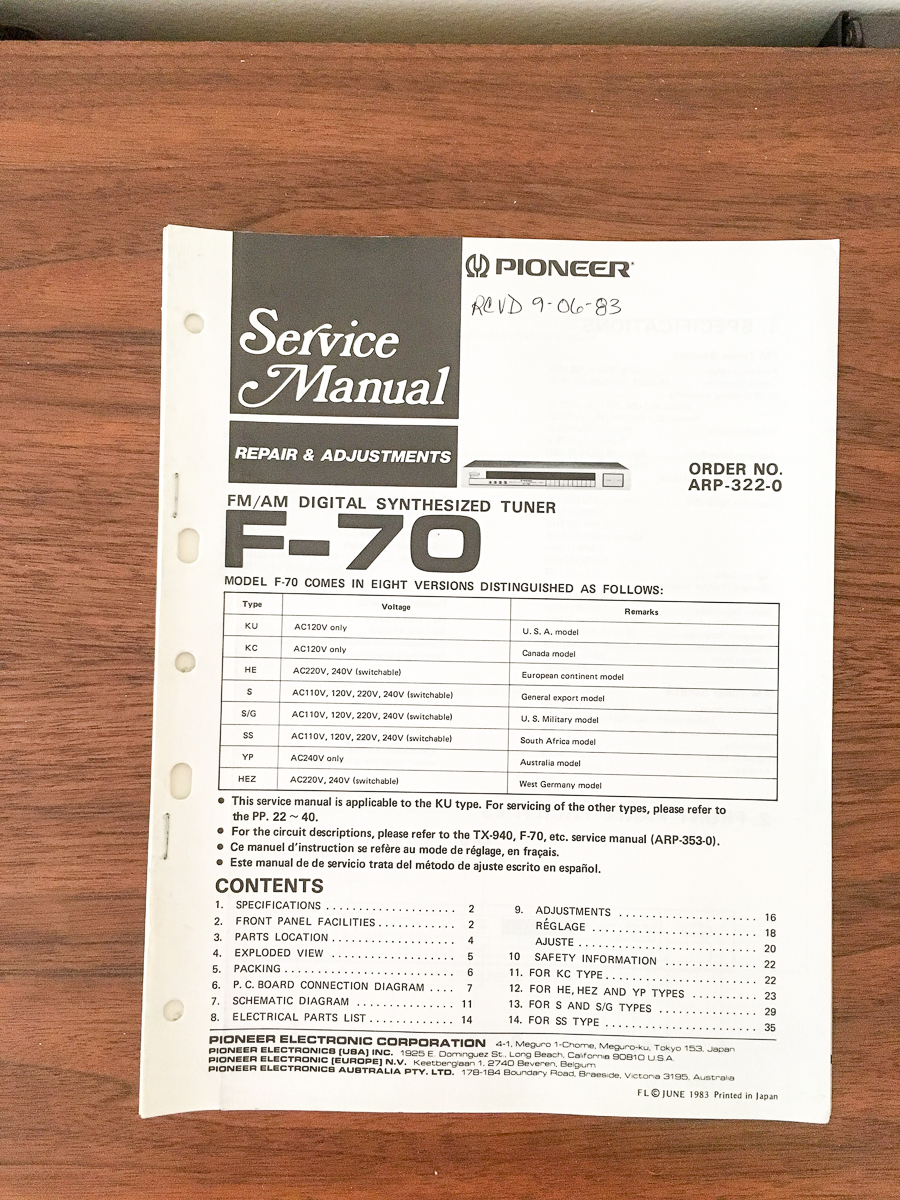 PIONEER®
RCVD 9-06-83
Service
Manual
REPAIR & ADJUSTMENTS
ORDER NO.
ARP-322-0
FM/AM DIGITAL SYNTHESIZED TUNER
F-70
MODEL F-70 COMES IN EIGHT VERSIONS DISTINGUISHED AS FOLLOWS:
Type Voltage Remarks
KU AC120V only U. S. A. model
KC AC120V only Canada model
HE AC220V, 240V (switchable) European continent model
S AC110V, 120V, 220V, 240V (switchable) General export model
S/G AC110V, 120V, 220V, 240V (switchable) U. S. Military model
SS AC110V, 120V, 220V, 240V (switchable) South Africa model
YP AC240V only Australia model
HEZ AC220V, 240V (switchable) West Germany model
● This service manual is applicable to the KU type. For servicing of the other types, please refer to
the PP. 22 ~ 40.
● For the circuit descriptions, please refer to the TX-940, F-70, etc. service manual (ARP-353-0).
● Ce manuel d'instruction se refère au mode de réglage, en français.
● Este manual de de servicio trata del método de ajuste escrito en español.
CONTENTS
1. SPECIFICATIONS .................... 2
2. FRONT PANEL FACILITIES ............ 2
3. PARTS LOCATION ................... 4
4. EXPLODED VIEW ................... 5
5. PACKING .......................... 6
6. P. C. BOARD CONNECTION DIAGRAM .... 7
7. SCHEMATIC DIAGRAM ............... 11
8. ELECTRICAL PARTS LIST ............. 14
9. ADJUSTMENTS ..................... 16
RÉGLAGE ......................... 18
AJUSTE ........................... 20
10 SAFETY INFORMATION .............. 22
11. FOR KC TYPE ....................... 22
12. FOR HE, HEZ AND YP TYPES .......... 23
13. FOR S AND S/G TYPES ............... 29
14. FOR SS TYPE ....................... 35
PIONEER ELECTRONIC CORPORATION 4-1, Meguro 1-Chome, Meguro-ku, Tokyo 153, Japan
PIONEER ELECTRONICS (USA) INC. 1925 E. Dominguez St., Long Beach, California 90810 U.S.A.
PIONEER ELECTRONIC (EUROPE) N.V. Keetberglaan 1, 2740 Beveren, Belgium
PIONEER ELECTRONICS AUSTRALIA PTY. LTD. 178-184 Boundary Road, Braeside, Victoria 3195, Australia
FL © JUNE 1983 Printed in Japan